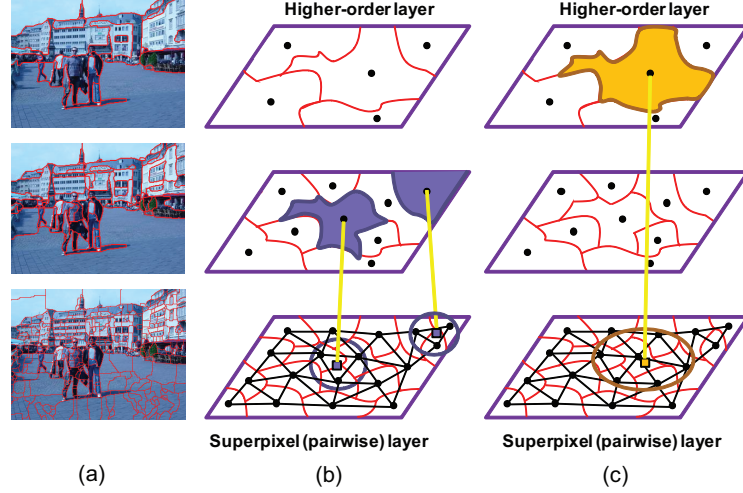 Higher-order layer
Higher-order layer
Superpixel (pairwise) layer
Superpixel (pairwise) layer
(a)
(b)
(c)